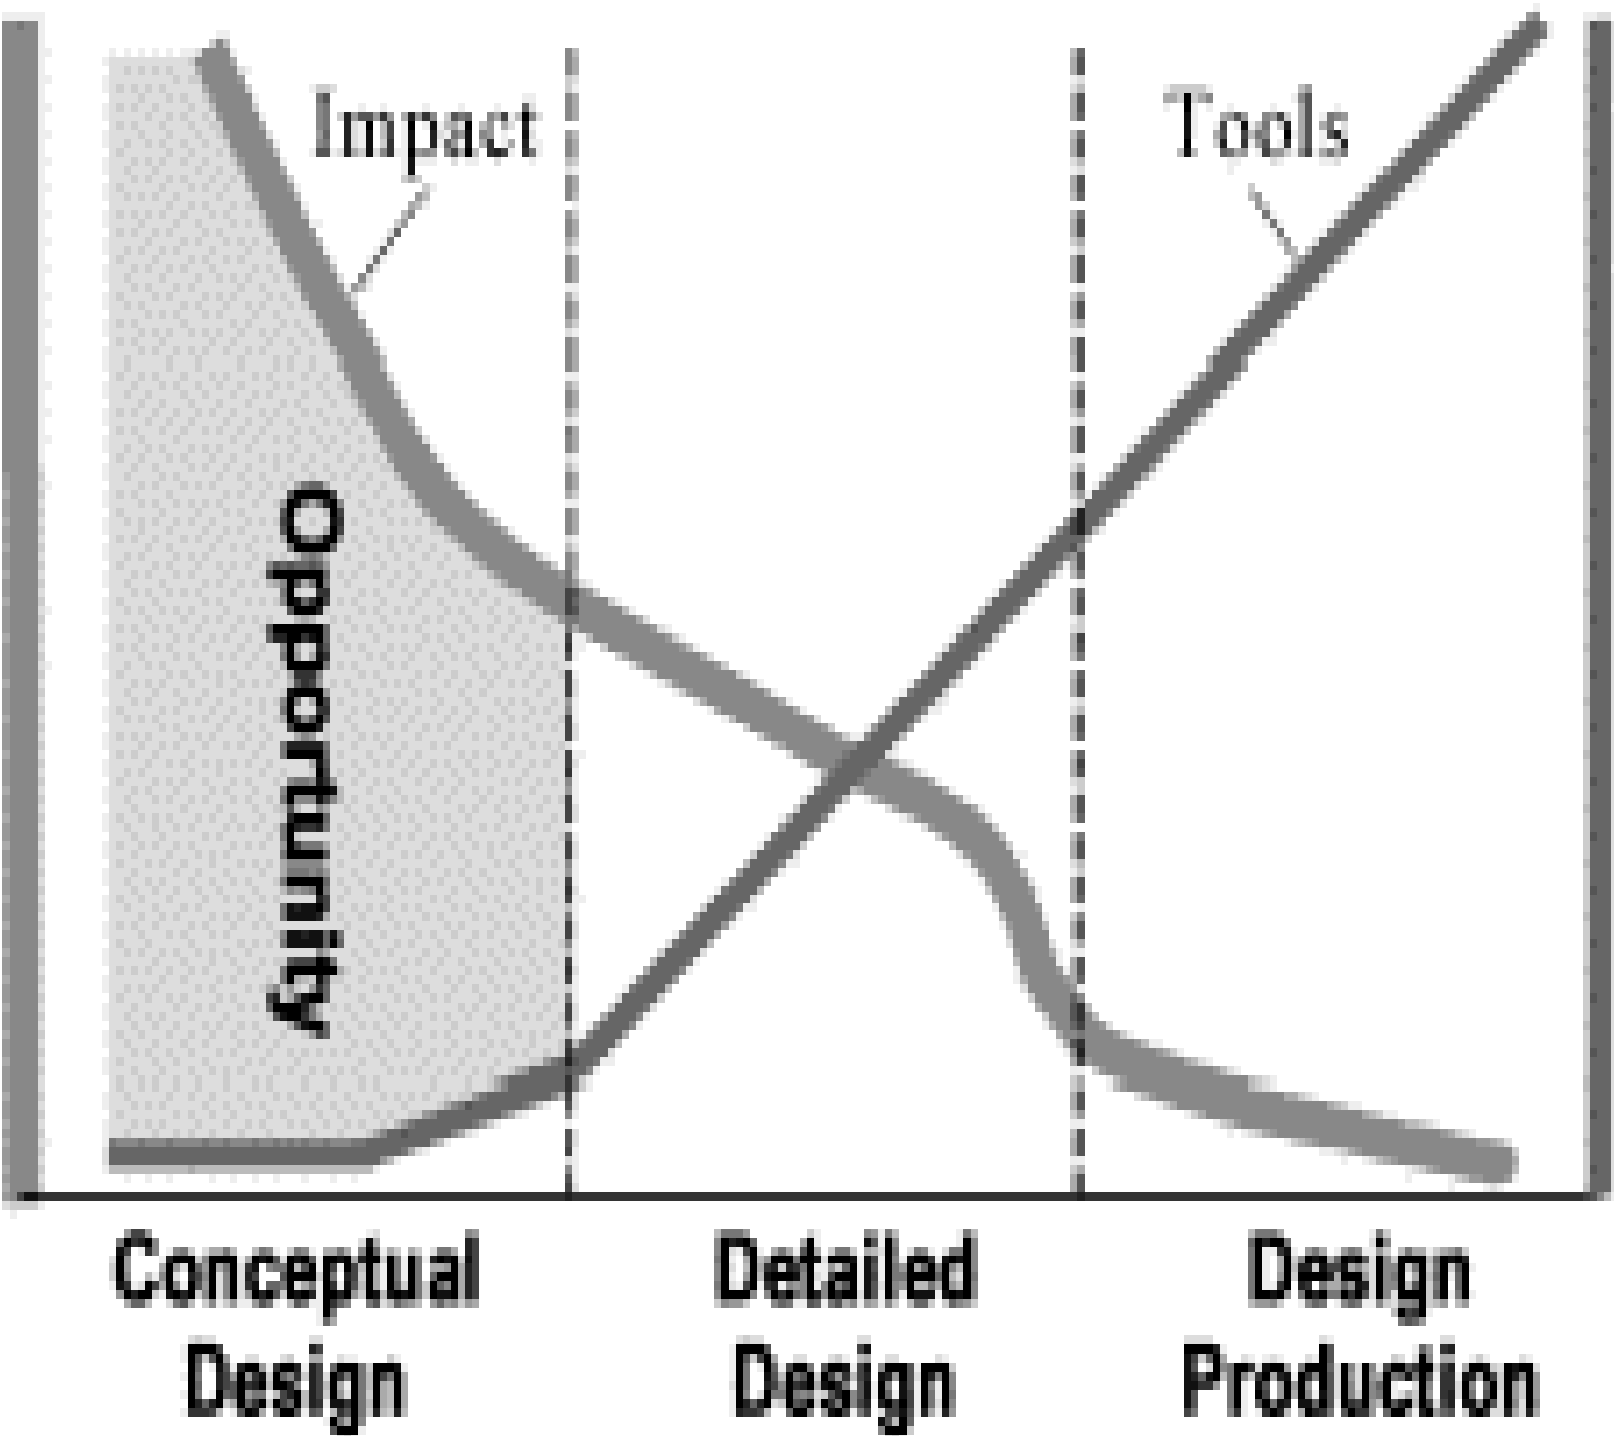 Impact
Tools
Opportunity
Conceptual
Design
Detailed
Design
Design
Production